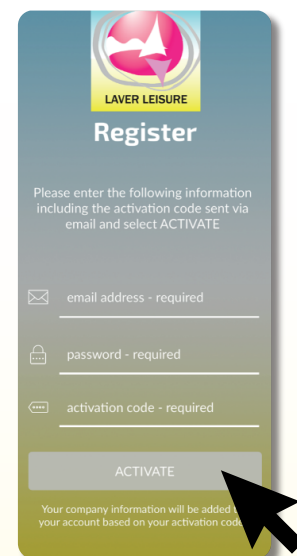 LAVER LEISURE
Register
Please enter the following information
including the activation code sent via
email and select ACTIVATE
email address - required
password - required
activation code - required
ACTIVATE
Your company information will be added
your account based on your activation code